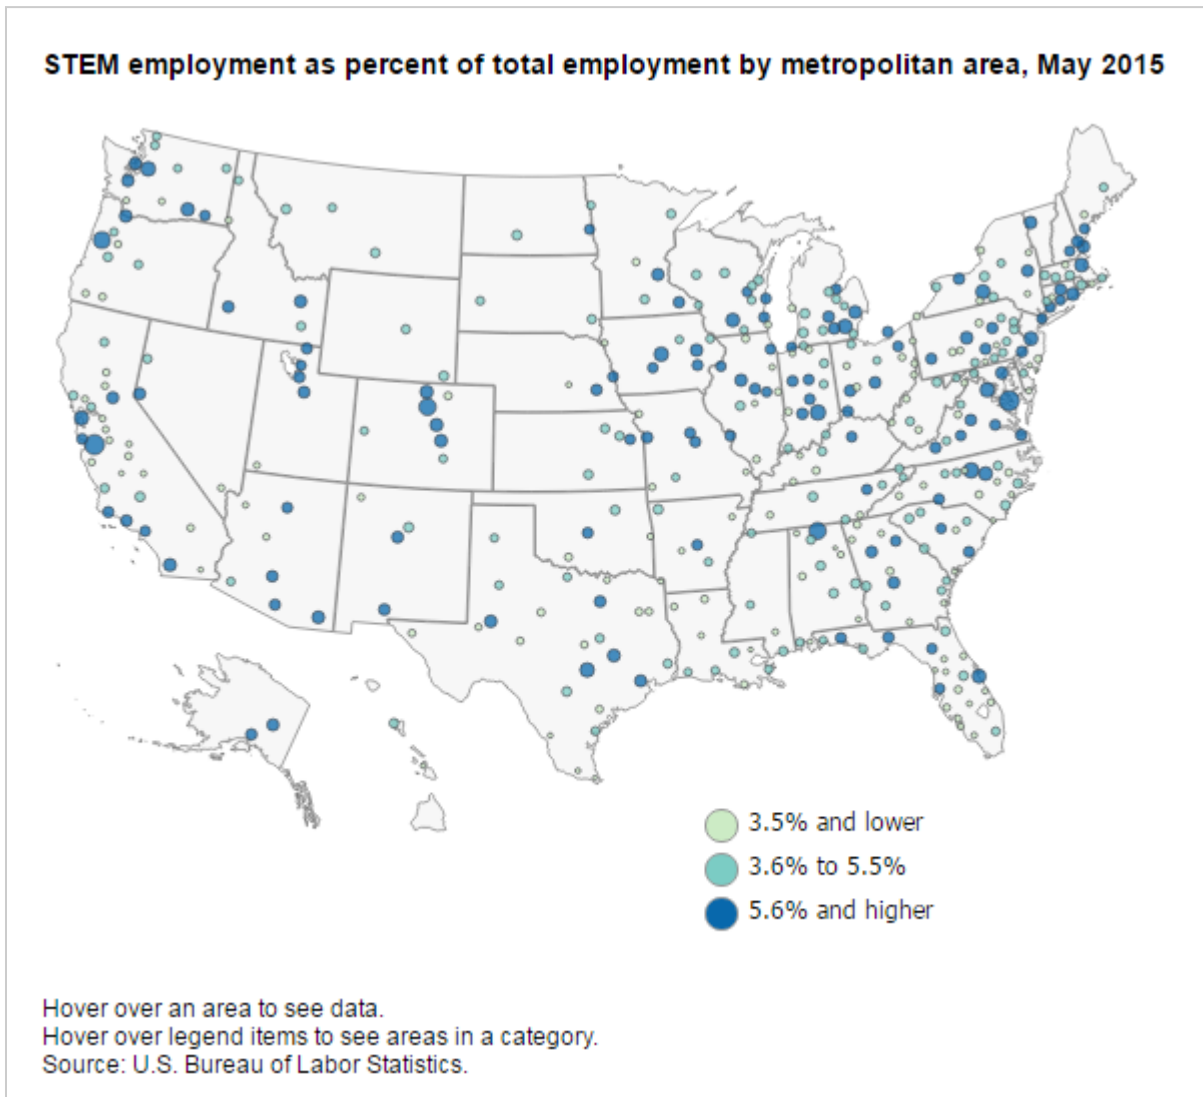 STEM employment as percent of total employment by metropolitan area, May 2015
3.5% and lower
3.6% to 5.5%
5.6% and higher
Hover over an area to see data.
Hover over legend items to see areas in a category.
Source: U.S. Bureau of Labor Statistics.